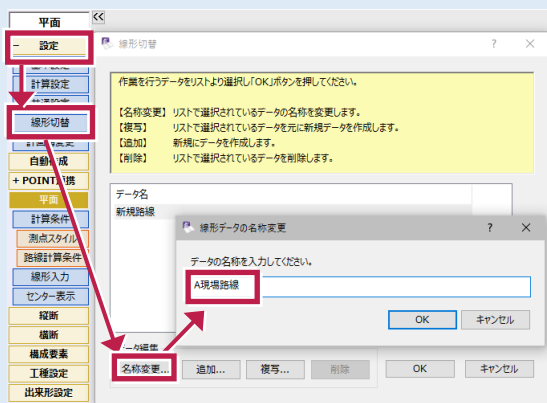 平面
<<
− 設定
計算設定
線形切替
自動作成
+ POINT連携
平面
計算条件
測点スタイル
路線計算条件
線形入力
センター表示
縦断
横断
構成要素
工種設定
出来形設定
線形切替
? ×
作業を行うデータをリストより選択し「OK」ボタンを押してください。
【名称変更】 リストで選択されているデータの名称を変更します。
【複写】 リストで選択されているデータを元に新規データを作成します。
【追加】 新規にデータを作成します。
【削除】 リストで選択されているデータを削除します。
データ名
新規路線
線形データの名称変更
? ×
データの名称を入力してください。
A現場路線
OK キャンセル
データ編集
名称変更... 追加... 複写... 削除 OK キャンセル